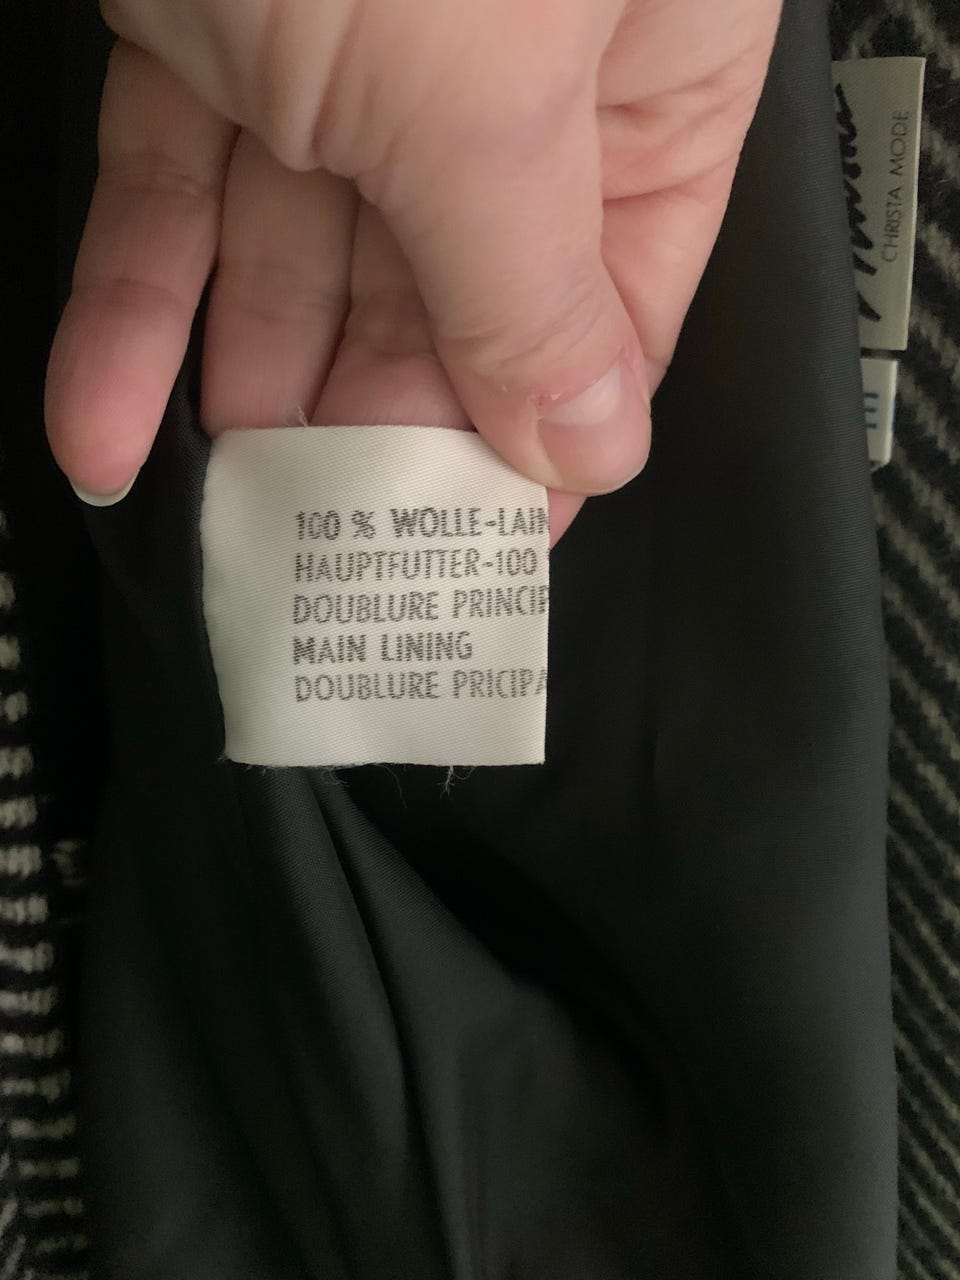 100 % WOLLE-LAIN
HAUPTFUTTER-100
DOUBLURE PRINCIP
MAIN LINING
DOUBLURE PRICIPA
CHRISTA MODE